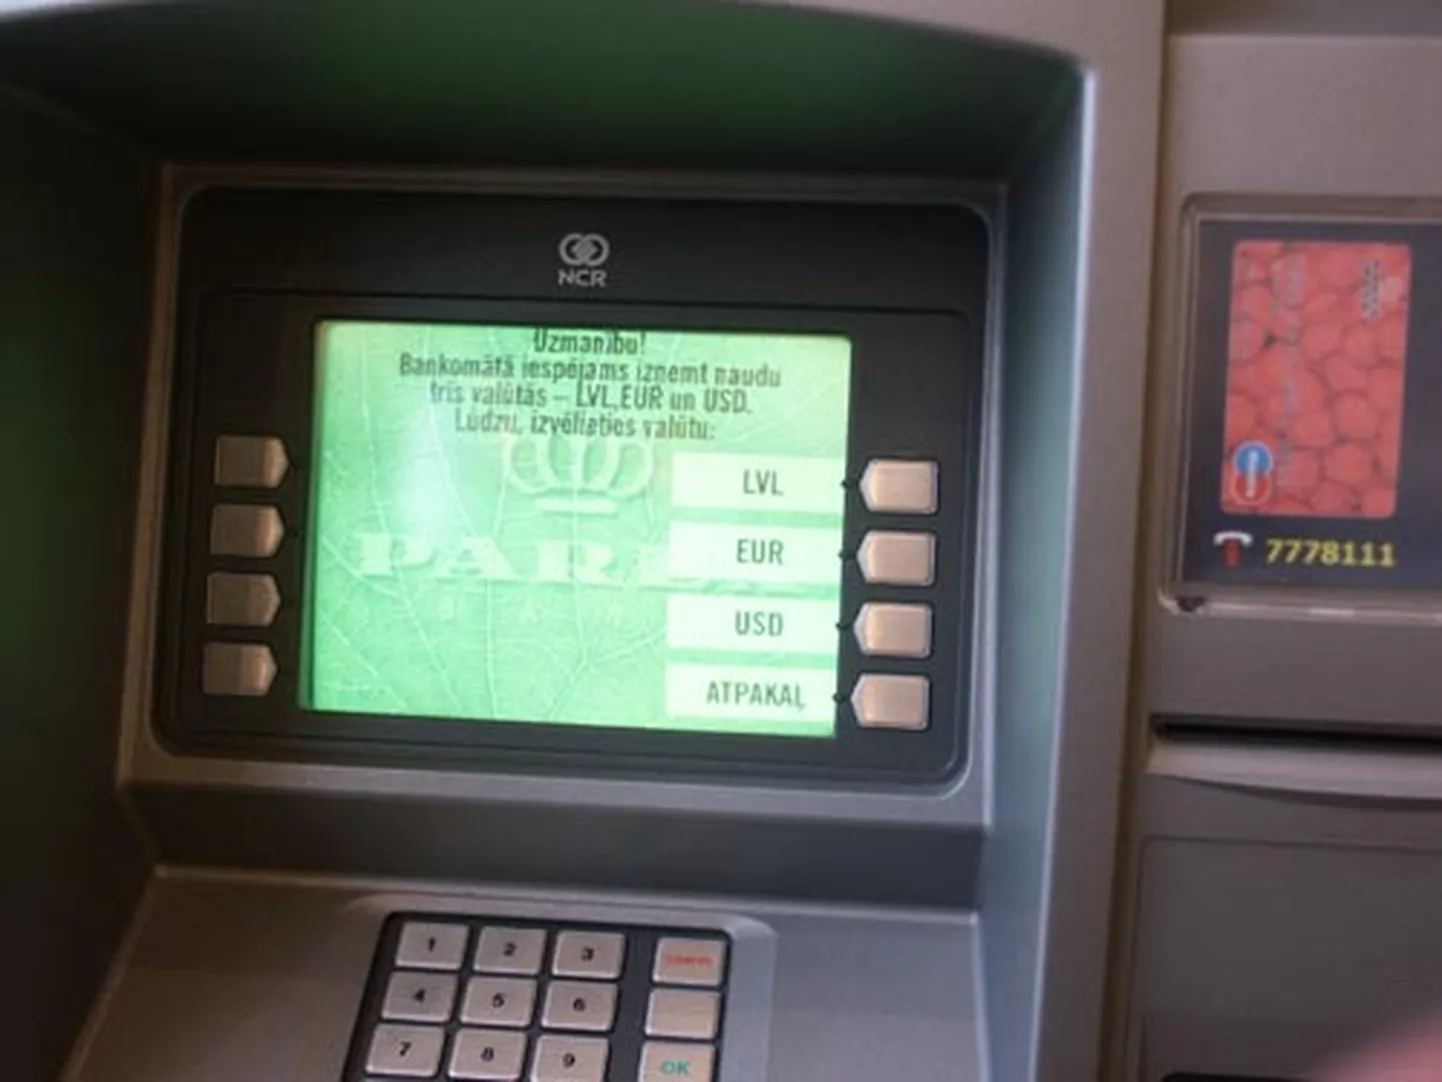 NCR
Uzmanību!
Bankomātā iespējams izņemt naudu
trīs valūtās – LVL,EUR un USD.
Lūdzu, izvēlieties valūtu:
LVL
EUR
USD
ATPAKAĻ
PAR
7778111
1 2 3
4 5 6
7 8 9
OK